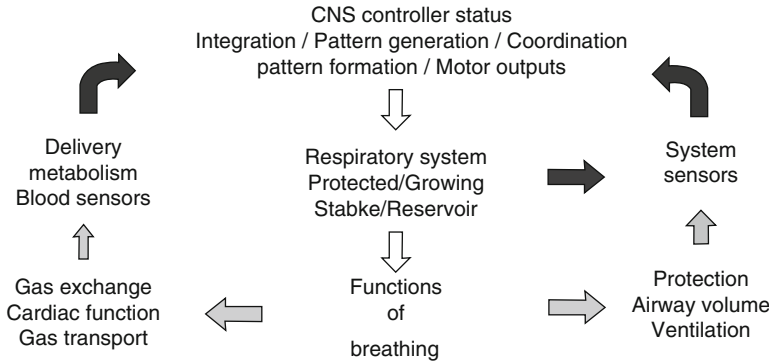 CNS controller status
Integration / Pattern generation / Coordination
pattern formation / Motor outputs
Delivery
metabolism
Blood sensors
Respiratory system
Protected/Growing
Stabke/Reservoir
System
sensors
Gas exchange
Cardiac function
Gas transport
Functions
of
breathing
Protection
Airway volume
Ventilation